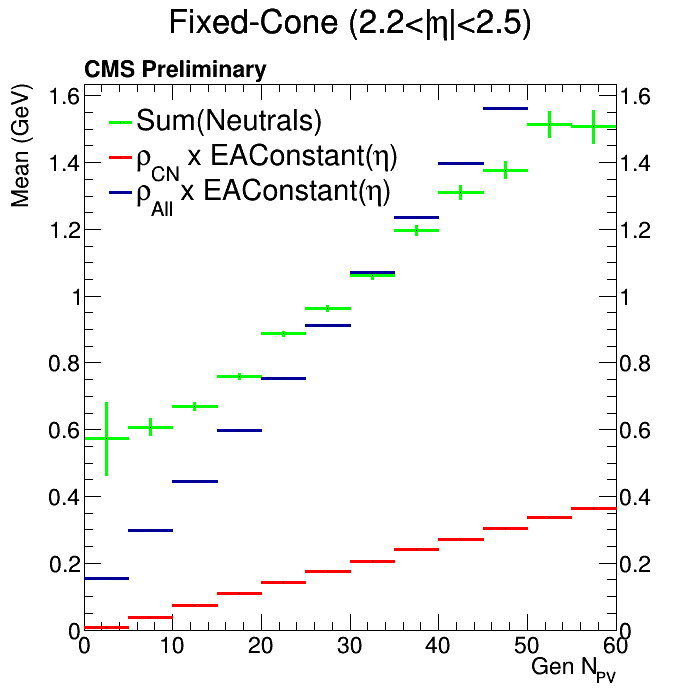 Fixed-Cone (2.2<|η|<2.5)
CMS Preliminary
Mean (GeV)
Sum(Neutrals)
ρCN x EAConstant(η)
ρAll x EAConstant(η)
1.6
1.4
1.2
1
0.8
0.6
0.4
0.2
0
1.6
1.4
1.2
1
0.8
0.6
0.4
0.2
0
0 10 20 30 40 50 60
Gen NPV